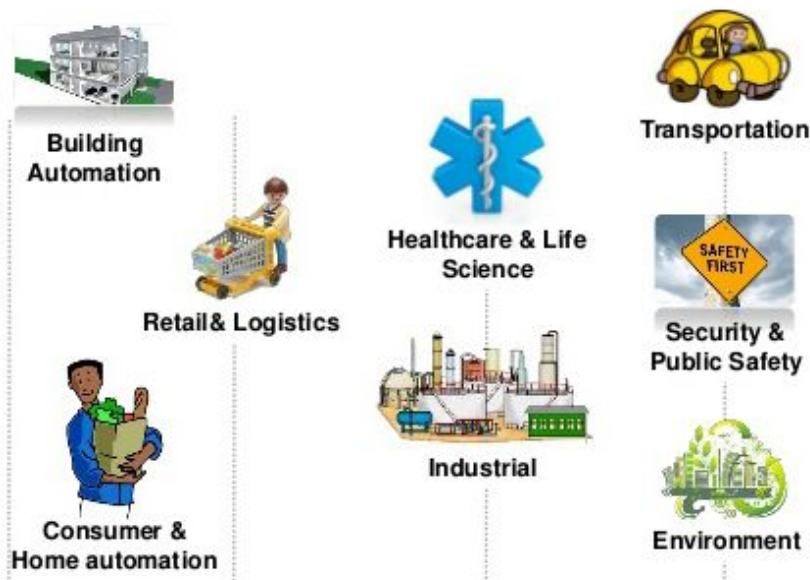 Building
Automation
Retail& Logistics
Consumer &
Home automation
Healthcare & Life
Science
Industrial
Transportation
SAFETY
FIRST
Security &
Public Safety
Environment